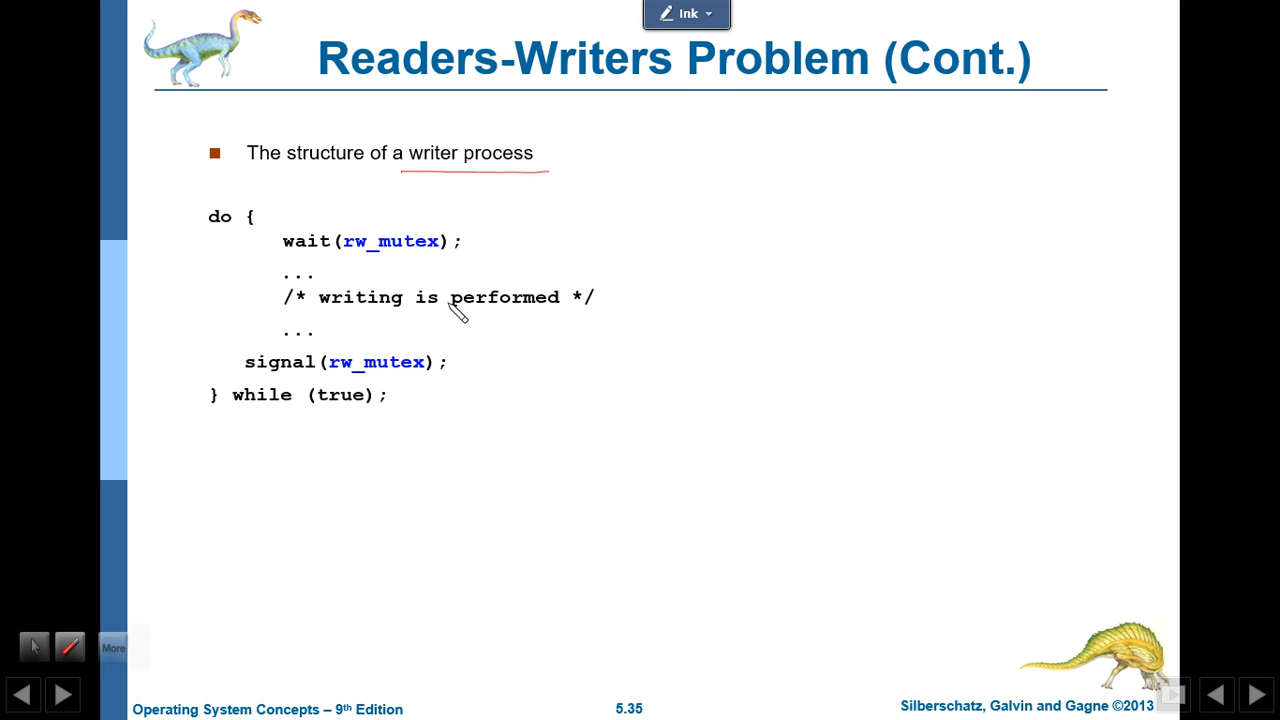 Ink
Readers-Writers Problem (Cont.)
The structure of a writer process
do {
wait(rw_mutex);
...
/* writing is performed */
...
signal(rw_mutex);
} while (true);
More
Operating System Concepts – 9th Edition
5.35
Silberschatz, Galvin and Gagne ©2013